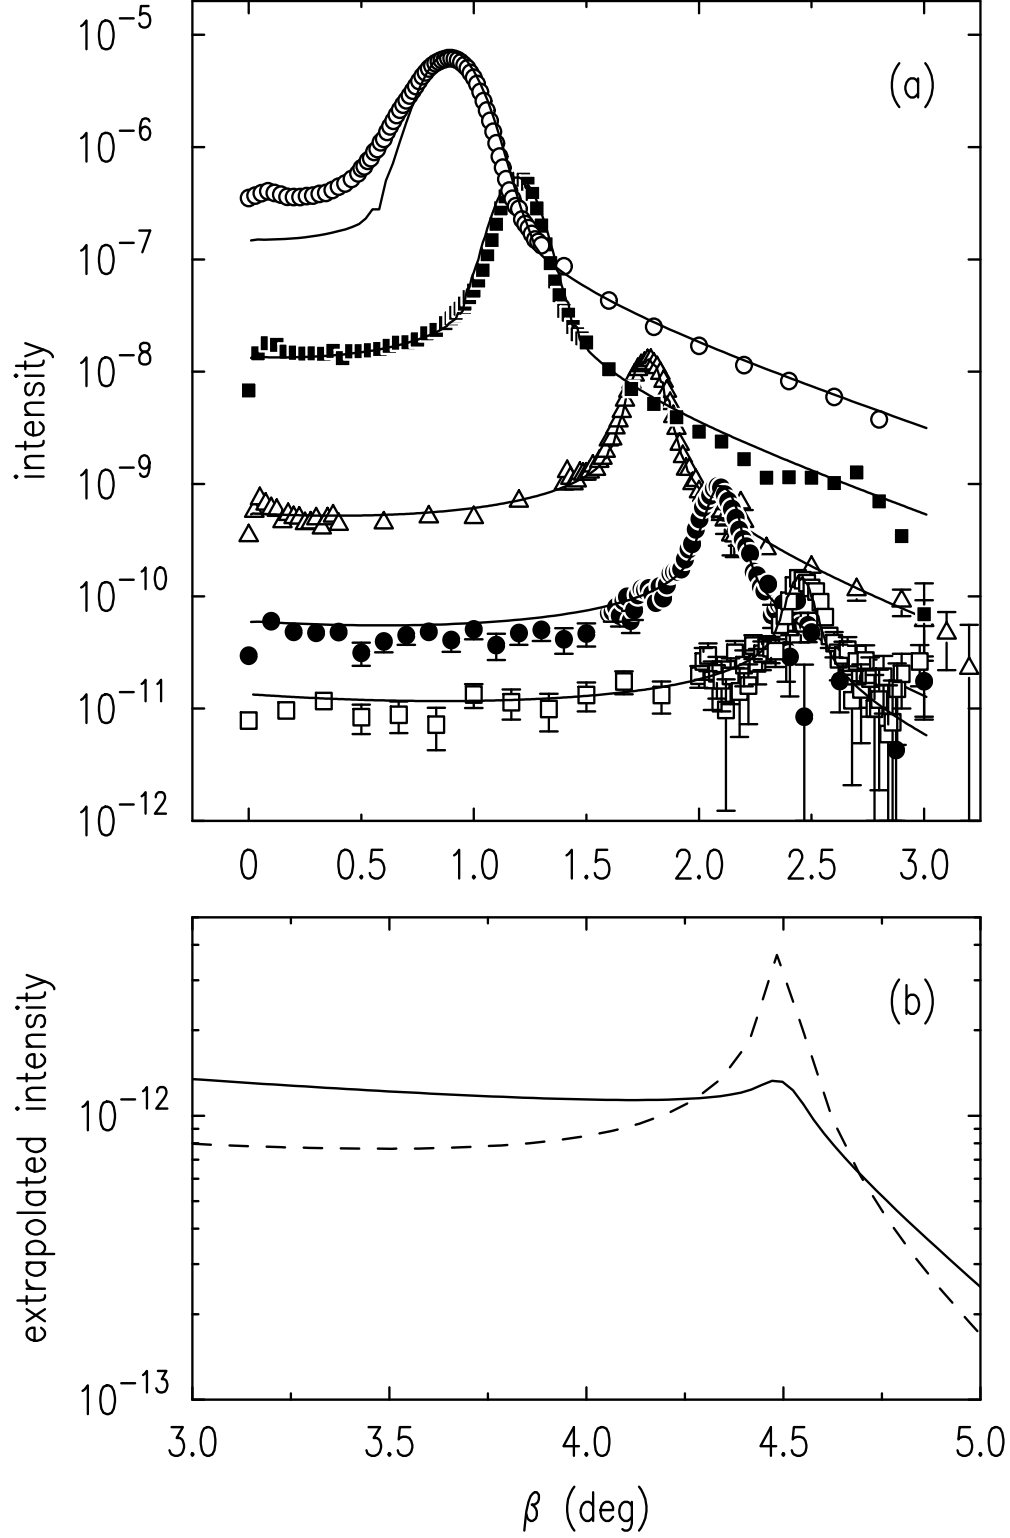 (a)
intensity
10⁻⁵
10⁻⁶
10⁻⁷
10⁻⁸
10⁻⁹
10⁻¹⁰
10⁻¹¹
10⁻¹²
0 0.5 1.0 1.5 2.0 2.5 3.0
(b)
extrapolated intensity
10⁻¹²
10⁻¹³
3.0 3.5 4.0 4.5 5.0
β (deg)